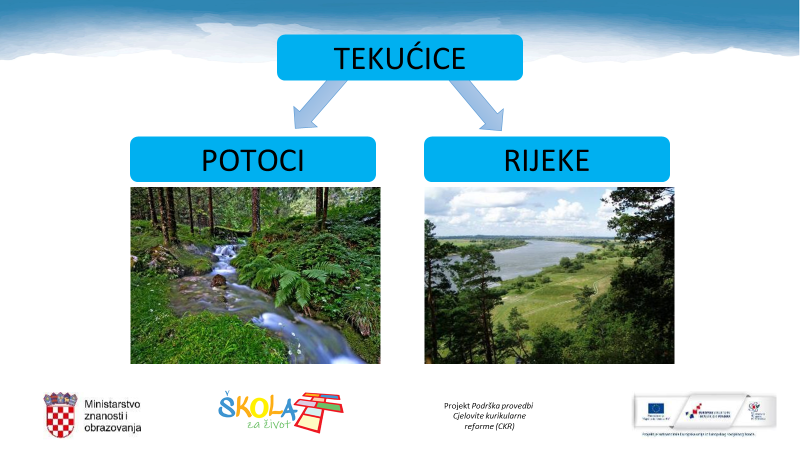 TEKUĆICE
POTOCI
RIJEKE
Ministarstvo
znanosti i
obrazovanja
ŠKOLA
za život
Projekt Podrška provedbi
Cjelovite kurikularne
reforme (CKR)